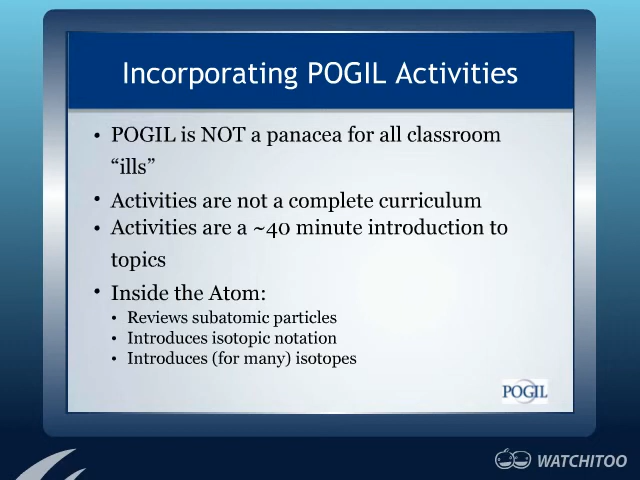 Incorporating POGIL Activities
• POGIL is NOT a panacea for all classroom
“ills”
• Activities are not a complete curriculum
• Activities are a ~40 minute introduction to
topics
• Inside the Atom:
• Reviews subatomic particles
• Introduces isotopic notation
• Introduces (for many) isotopes
POGIL
WATCHITOO